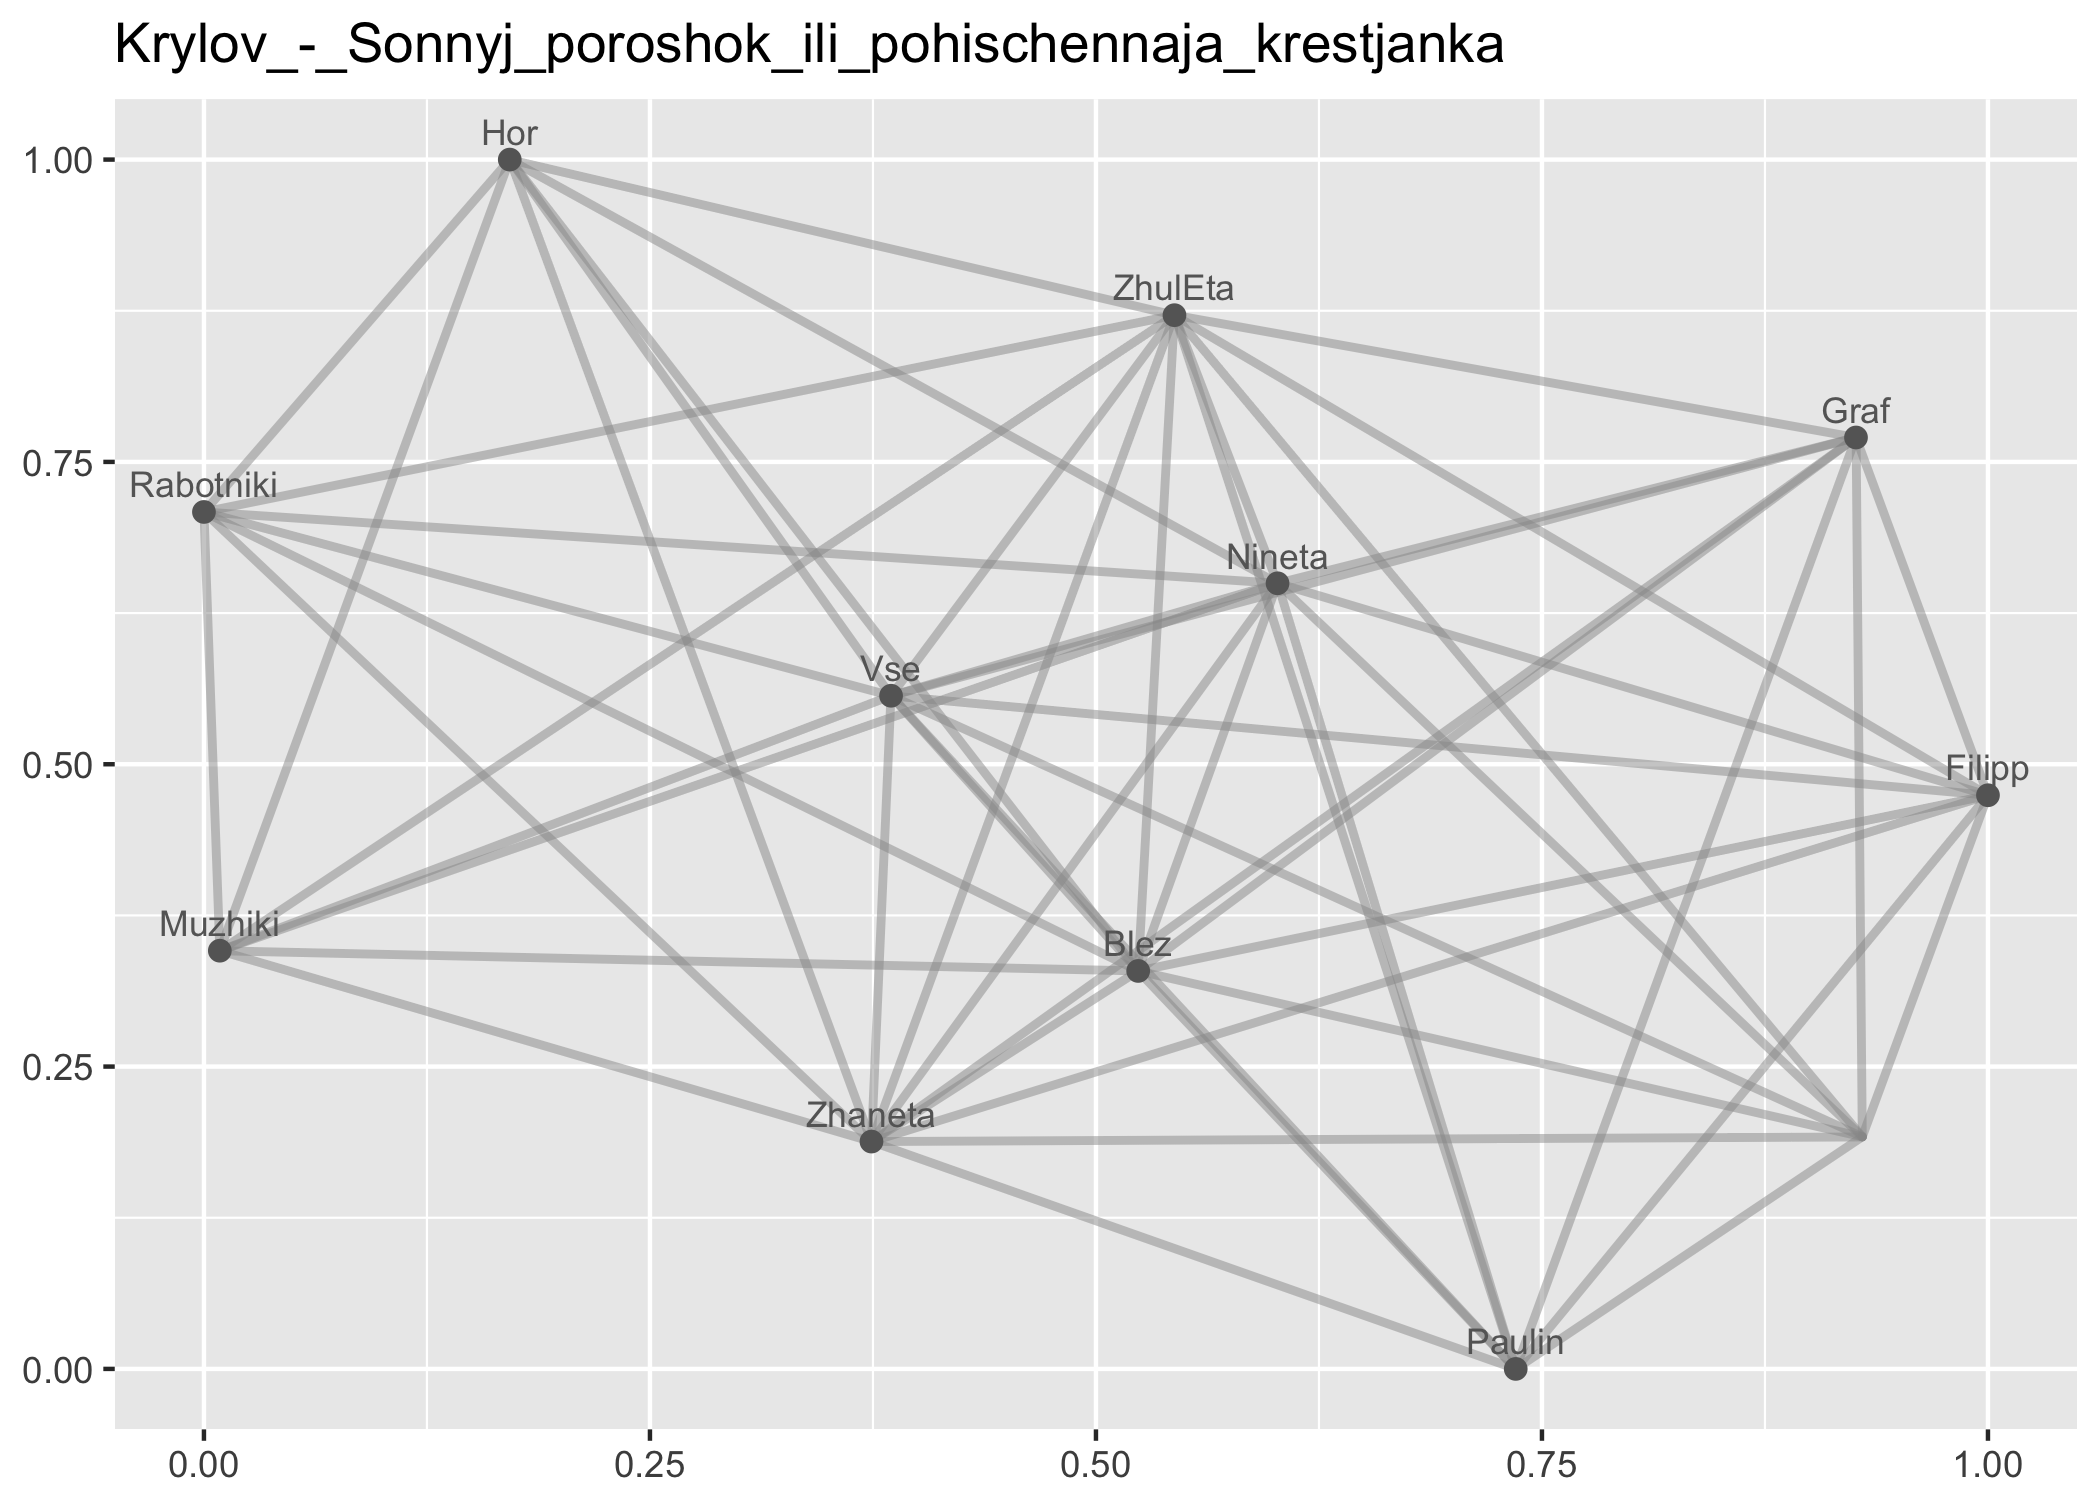 Krylov_-_Sonnyj_poroshok_ili_pohischennaja_krestjanka
Hor
1.00
ZhulEta
Graf
0.75
Rabotniki
Nineta
Vse
0.50
Filipp
Muzhiki
Blez
0.25
Zhaneta
Paulin
0.00
0.00 0.25 0.50 0.75 1.00